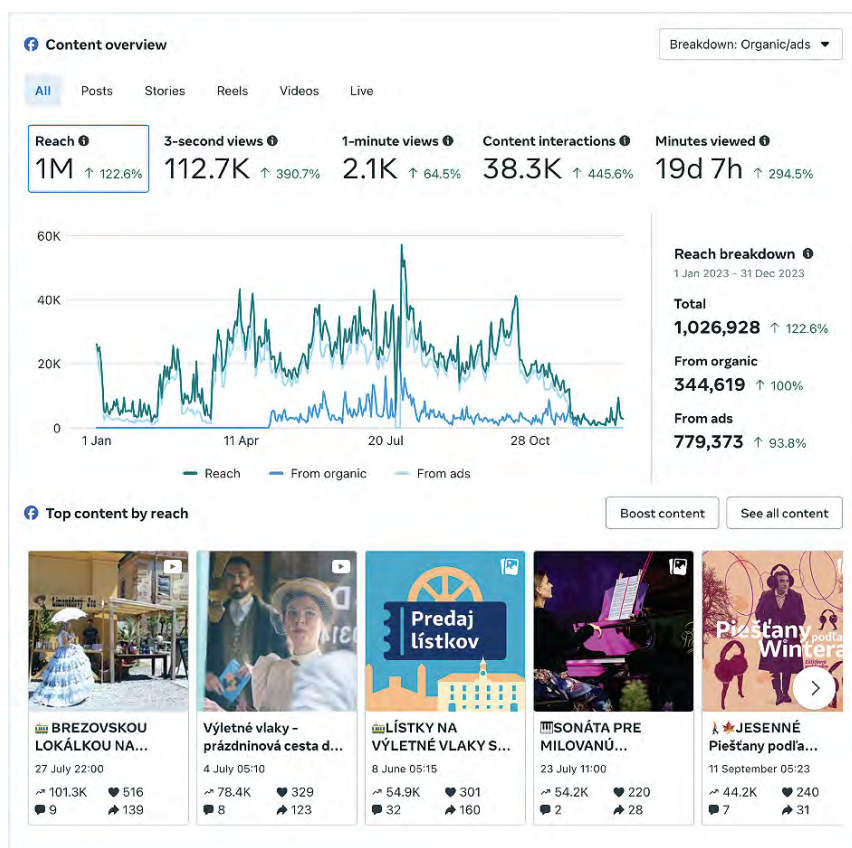 Content overview
Breakdown: Organic/ads
All Posts Stories Reels Videos Live
Reach 3-second views 1-minute views Content interactions Minutes viewed
1M ↑ 122.6% 112.7K ↑ 390.7% 2.1K ↑ 64.5% 38.3K ↑ 445.6% 19d 7h ↑ 294.5%
60K
40K
20K
0
1 Jan 11 Apr 20 Jul 28 Oct
Reach From organic From ads
Reach breakdown
1 Jan 2023 - 31 Dec 2023
Total
1,026,928 ↑ 122.6%
From organic
344,619 ↑ 100%
From ads
779,373 ↑ 93.8%
Top content by reach
Boost content
See all content
Limonádový Joe
BREZOVSKOU
LOKÁLKOU NA...
27 July 22:00
101.3K 516
9 139
Výletné vlaky –
prázdninová cesta d...
4 July 05:10
78.4K 329
8 123
Predaj
lístkov
LÍSTKY NA
VÝLETNÉ VLAKY S...
8 June 05:15
54.9K 301
32 160
SONÁTA PRE
MILOVANÚ...
23 July 11:00
54.2K 220
2 28
Piešťany podľa
Wintera
JESENNÉ
Piešťany podľa...
11 September 05:23
44.2K 240
7 31